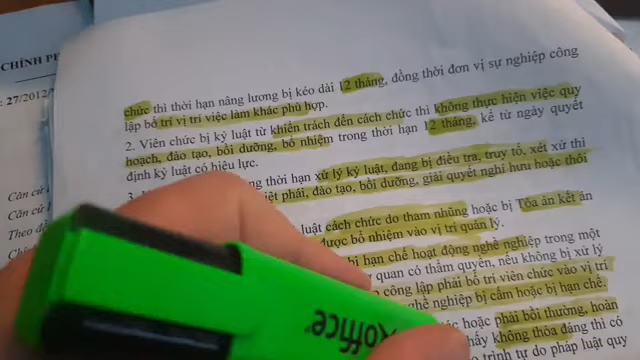 CHÍNH P
: 27/2012/
chức thì thời hạn nâng lương bị kéo dài 12 tháng, đồng thời đơn vị sự nghiệp công
lập bố trí vị trí việc làm khác phù hợp.
2. Viên chức bị kỷ luật từ khiển trách đến cách chức thì không thực hiện việc quy
hoạch, đào tạo, bồi dưỡng, bổ nhiệm trong thời hạn 12 tháng, kể từ ngày quyết
định kỷ luật có hiệu lực.
3. ng thời hạn xử lý kỷ luật, đang bị điều tra, truy tố, xét xử thì
iệt phái, đào tạo, bồi dưỡng, giải quyết nghỉ hưu hoặc thôi
luật cách chức do tham nhũng hoặc bị Tòa án kết án
được bổ nhiệm vào vị trí quản lý.
bị hạn chế hoạt động nghề nghiệp trong một
quan có thẩm quyền, nếu không bị xử lý
công lập phải bố trí viên chức vào vị trí
ghề nghiệp bị cấm hoặc bị hạn chế.
hoặc phải bồi thường, hoàn
hấy không thỏa đáng thì có
trình tự do pháp luật quy
Căn cứ
Căn cứ
Theo đ
office